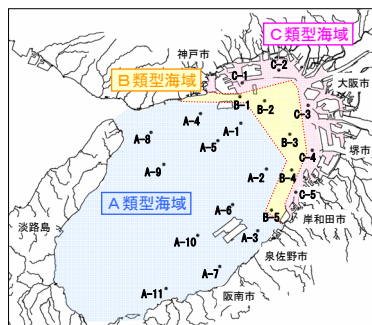 C類型海域
神戸市
C-2
B類型海域
C-1
大阪市
B-1
B-2
C-3
A-4
A-1
A-8
A-5
B-3
堺市
C-4
A-9
A-2
B-4
C-5
A類型海域
A-6
B-5
岸和田市
淡路島
A-10
A-3
泉佐野市
A-7
A-11
阪南市